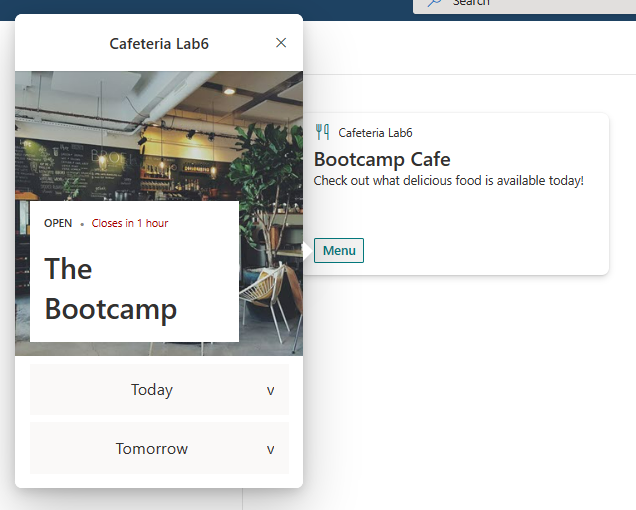 Search
Cafeteria Lab6
OPEN • Closes in 1 hour
The
Bootcamp
Today v
Tomorrow v
Cafeteria Lab6
Bootcamp Cafe
Check out what delicious food is available today!
Menu